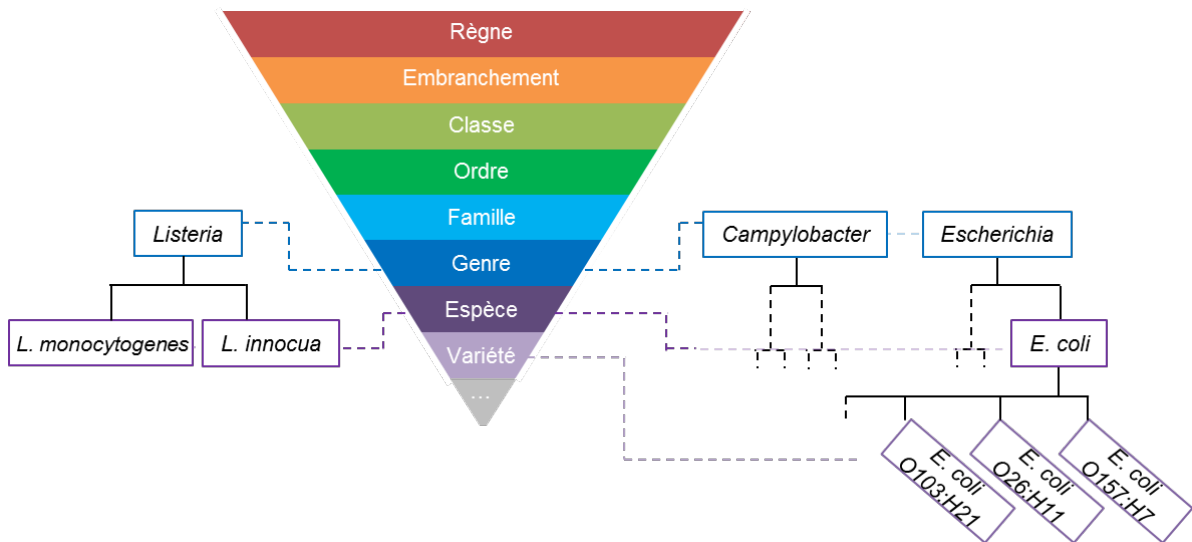 Règne
Embranchement
Classe
Ordre
Famille
Genre
Espèce
Variété
...
Listeria
L. monocytogenes
L. innocua
Campylobacter
Escherichia
E. coli
E. coli
O103:H21
E. coli
O26:H11
E. coli
O157:H7